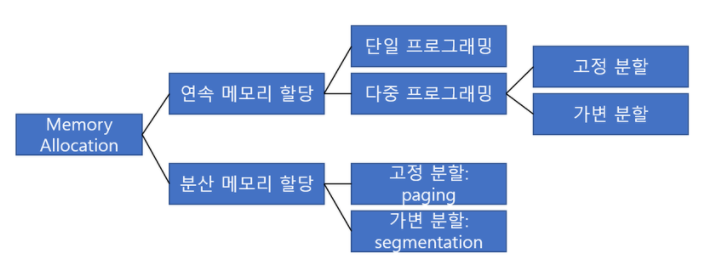 Memory
Allocation
연속 메모리 할당
단일 프로그래밍
다중 프로그래밍
고정 분할
가변 분할
분산 메모리 할당
고정 분할:
paging
가변 분할:
segmentation